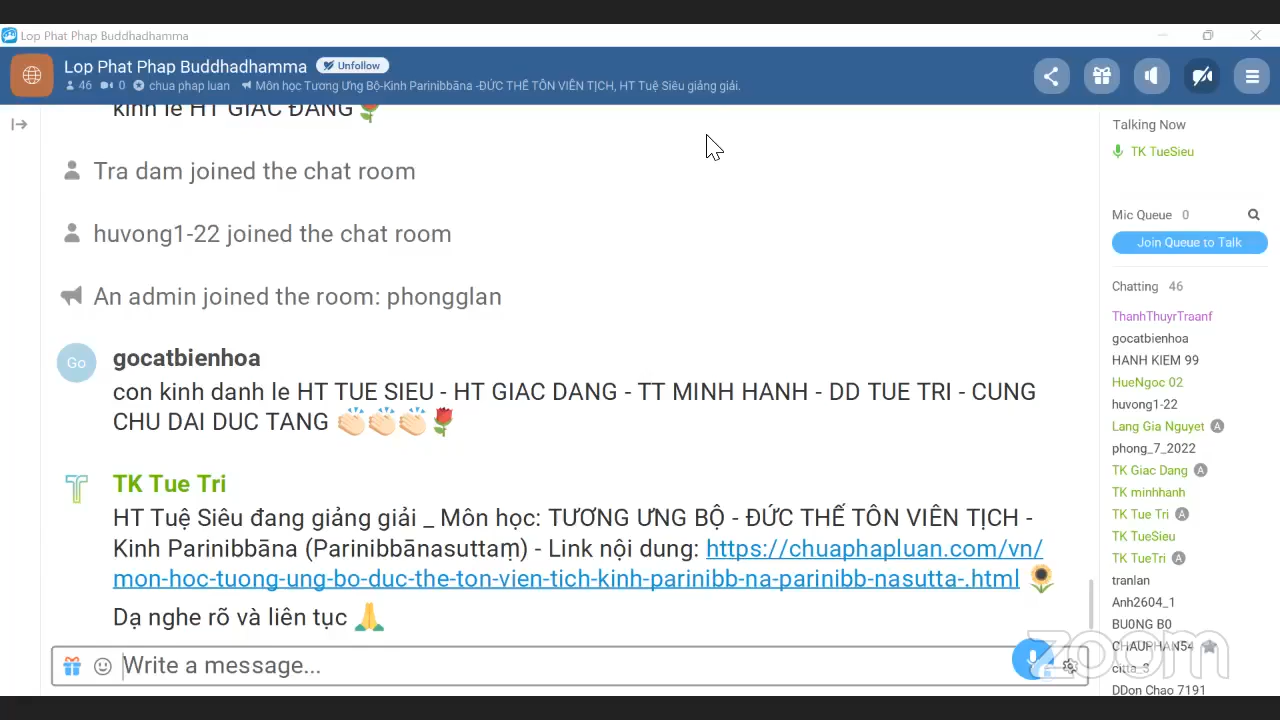 Lop Phat Phap Buddhadhamma
Lop Phat Phap Buddhadhamma Unfollow
46 0 chua phap luan Môn học Tương Ưng Bộ-Kinh Parinibbāna -ĐỨC THẾ TÔN VIÊN TỊCH, HT Tuệ Siêu giảng giải.
kinh le HT GIAC ĐANG
Tra dam joined the chat room
huvong1-22 joined the chat room
An admin joined the room: phongglan
Go
gocatbienhoa
con kinh danh le HT TUE SIEU - HT GIAC DANG - TT MINH HANH - DD TUE TRI - CUNG
CHU DAI DUC TANG
TK Tue Tri
HT Tuệ Siêu đang giảng giải _ Môn học: TƯƠNG ƯNG BỘ - ĐỨC THẾ TÔN VIÊN TỊCH -
Kinh Parinibbāna (Parinibbānasuttaṃ) - Link nội dung: https://chuaphapluan.com/vn/
mon-hoc-tuong-ung-bo-duc-the-ton-vien-tich-kinh-parinibb-na-parinibb-nasutta-.html
Dạ nghe rõ và liên tục
Write a message...
Talking Now
TK TueSieu
Mic Queue 0
Join Queue to Talk
Chatting 46
ThanhThuyrTraanf
gocatbienhoa
HANH KIEM 99
HueNgoc 02
huvong1-22
Lang Gia Nguyet A
phong_7_2022
TK Giac Dang A
TK minhhanh
TK Tue Tri A
TK TueSieu
TK TueTri A
tranlan
Anh2604_1
BU0NG B0
CHAUPHAN54
citta_8
DDon Chao 7191
zoom